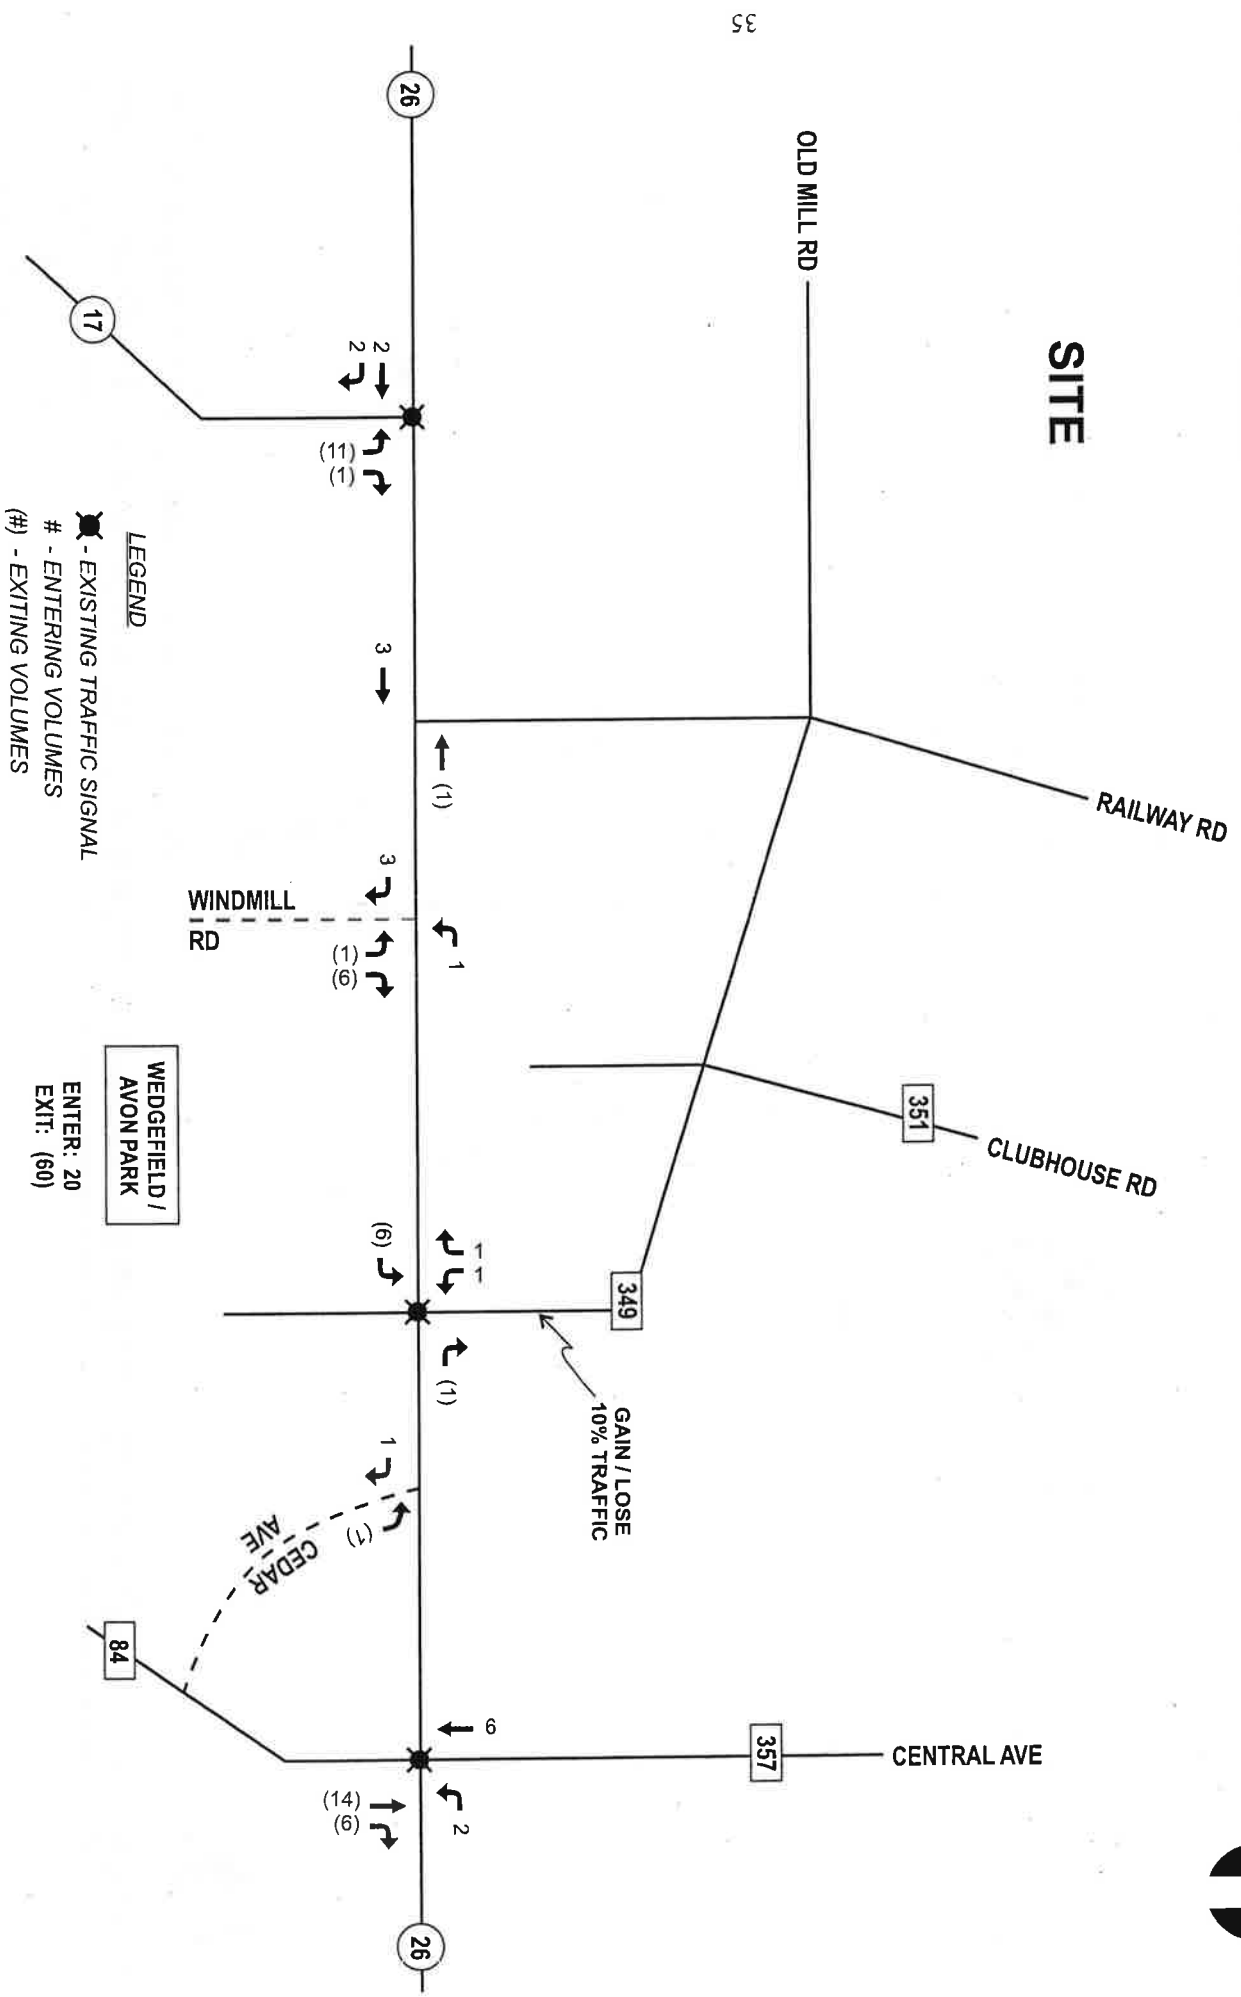 35
26
OLD MILL RD
SITE
17
2
2
(11)
(1)
LEGEND
- EXISTING TRAFFIC SIGNAL
# - ENTERING VOLUMES
(#) - EXITING VOLUMES
3
(1)
RAILWAY RD
3
WINDMILL
RD
(1)
(6)
1
WEDGEFIELD /
AVON PARK
ENTER: 20
EXIT: (60)
351
CLUBHOUSE RD
(6)
1
1
349
(1)
GAIN / LOSE
10% TRAFFIC
1
(1)
CEDAR
AVE
84
6
357
CENTRAL AVE
(14)
(6)
2
26